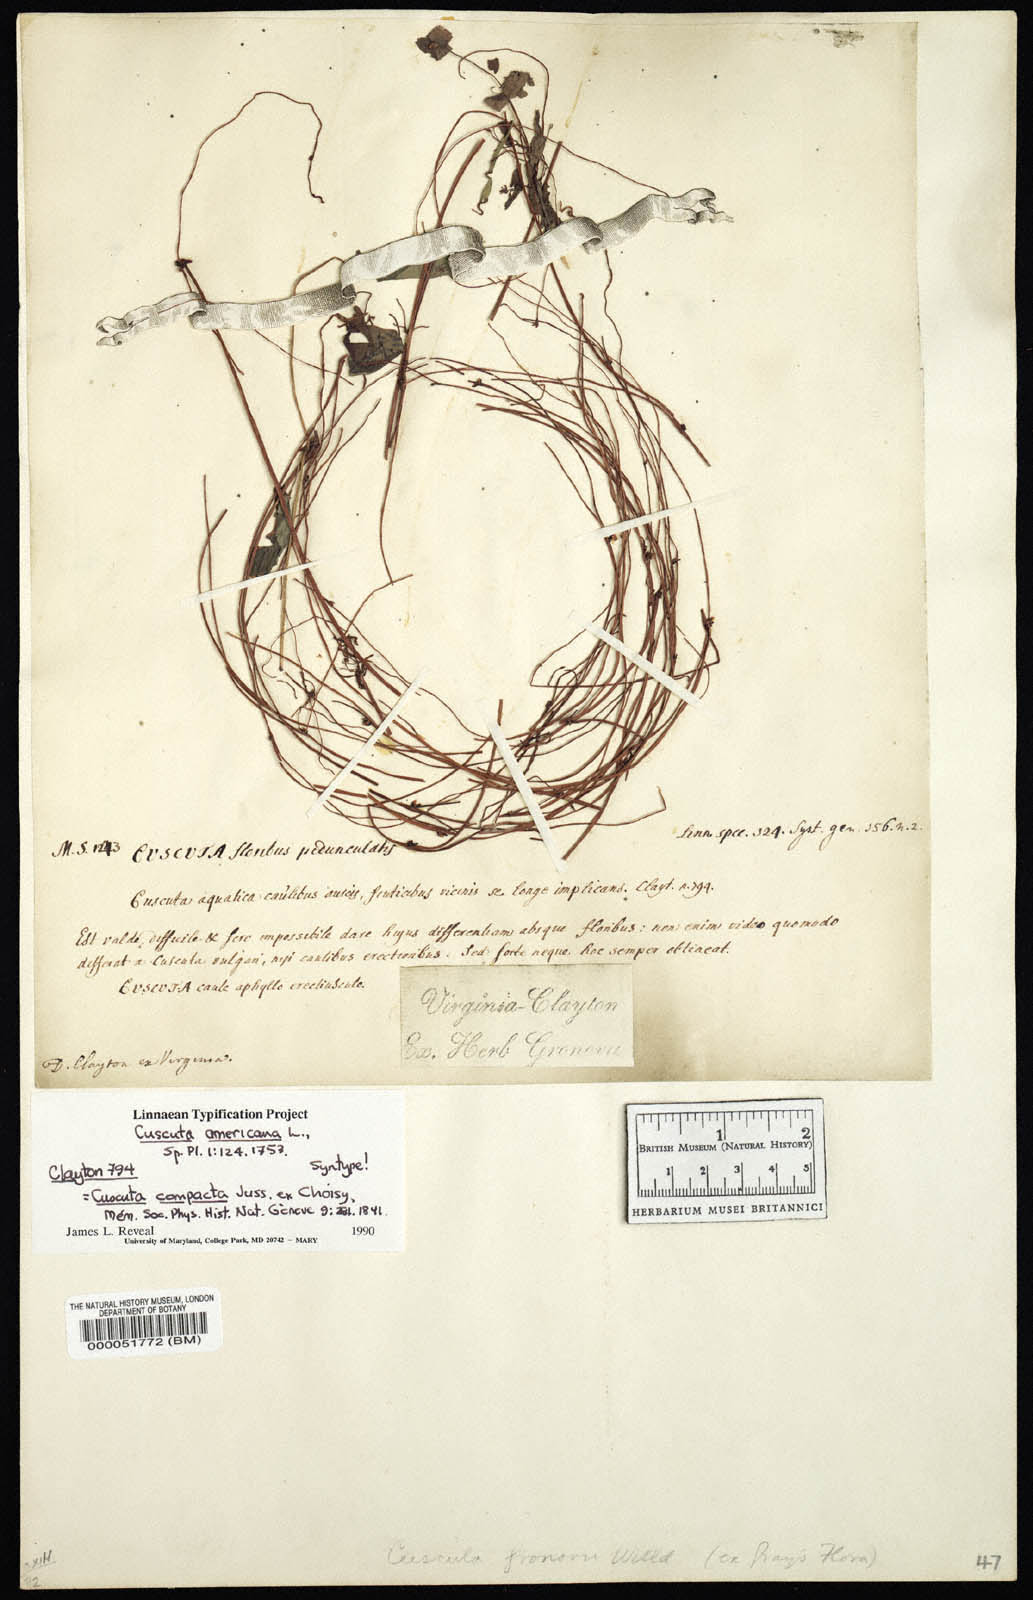 Linn. spec. 124. Syst. gen. 156. n. 2.
M. S. 1243 CUSCUTA floribus pedunculatis
Cuscuta aquatica caulibus aureis, fruticibus vicinis se longe implicans. Clayt. n. 794.
Est valde difficile & fere impossibile dare hujus differentiam absque floribus: non enim video quomodo
differat a Cuscuta vulgari, nisi caulibus erectioribus. Sed forte neque hoc semper obtineat.
CUSCUTA caule aphyllo erectiusculo.
Virginia-Clayton
Ex. Herb Gronovii
D. Clayton ex Virginia.
Linnaean Typification Project
Cuscuta americana L.,
Sp. Pl. 1:124. 1753.
Clayton 794 Syntype!
= Cuscuta compacta Juss. ex Choisy,
Mém. Soc. Phys. Hist. Nat. Genève 9: 281. 1841.
James L. Reveal 1990
University of Maryland, College Park, MD 20742 – MARY
1 2
BRITISH MUSEUM (NATURAL HISTORY)
1 2 3 4 5
HERBARIUM MUSEI BRITANNICI
THE NATURAL HISTORY MUSEUM, LONDON
DEPARTMENT OF BOTANY
000051772 (BM)
Cuscuta gronovii Willd (ex Gray's Flora)
47